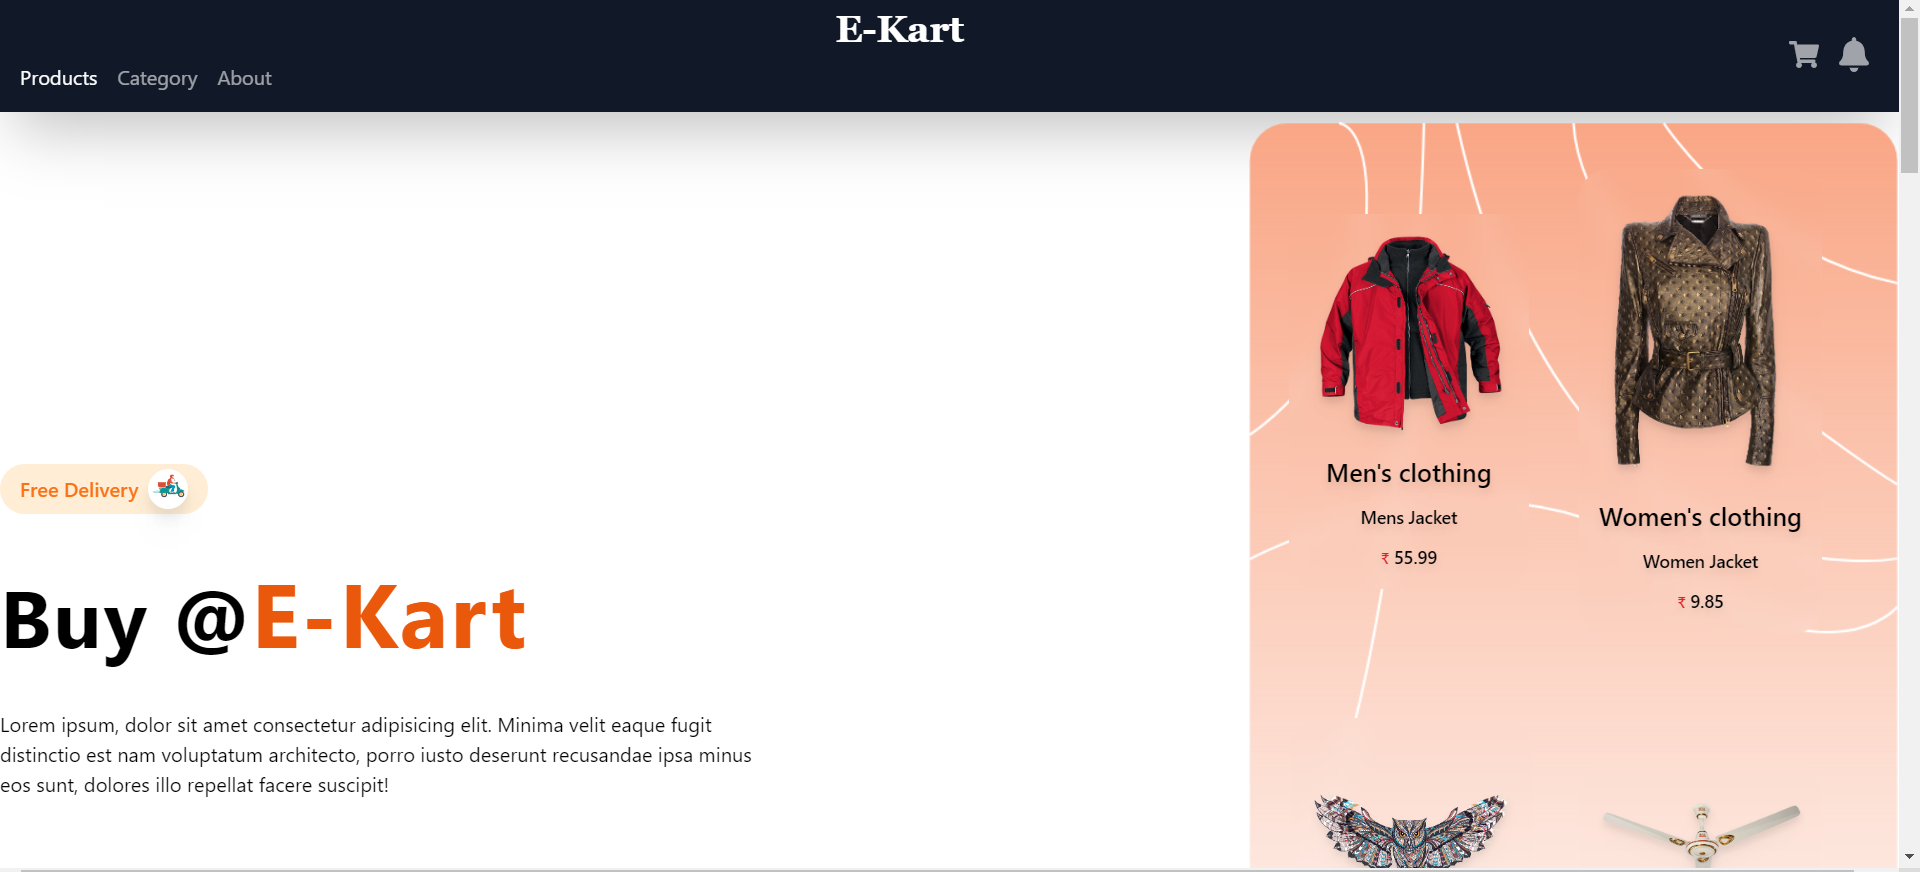 E-Kart
Products Category About
Free Delivery
Buy @E-Kart
Lorem ipsum, dolor sit amet consectetur adipisicing elit. Minima velit eaque fugit
distinctio est nam voluptatum architecto, porro iusto deserunt recusandae ipsa minus
eos sunt, dolores illo repellat facere suscipit!
Men's clothing
Mens Jacket
₹ 55.99
Women's clothing
Women Jacket
₹ 9.85